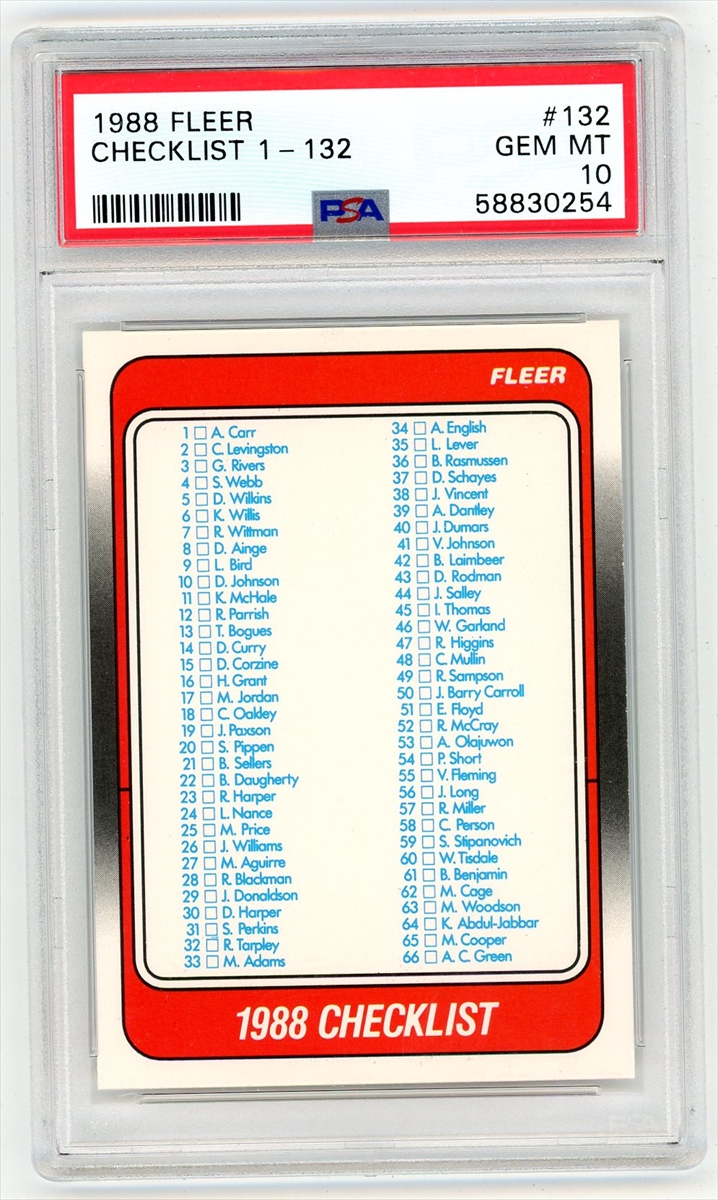 1988 FLEER #132
CHECKLIST 1 – 132 GEM MT
10
PSA 58830254
FLEER
1 A. Carr
2 C. Levingston
3 G. Rivers
4 S. Webb
5 D. Wilkins
6 K. Willis
7 R. Wittman
8 D. Ainge
9 L. Bird
10 D. Johnson
11 K. McHale
12 R. Parrish
13 T. Bogues
14 D. Curry
15 D. Corzine
16 H. Grant
17 M. Jordan
18 C. Oakley
19 J. Paxson
20 S. Pippen
21 B. Sellers
22 B. Daugherty
23 R. Harper
24 L. Nance
25 M. Price
26 J. Williams
27 M. Aguirre
28 R. Blackman
29 J. Donaldson
30 D. Harper
31 S. Perkins
32 R. Tarpley
33 M. Adams
34 A. English
35 L. Lever
36 B. Rasmussen
37 D. Schayes
38 J. Vincent
39 A. Dantley
40 J. Dumars
41 V. Johnson
42 B. Laimbeer
43 D. Rodman
44 J. Salley
45 I. Thomas
46 W. Garland
47 R. Higgins
48 C. Mullin
49 R. Sampson
50 J. Barry Carroll
51 E. Floyd
52 R. McCray
53 A. Olajuwon
54 P. Short
55 V. Fleming
56 J. Long
57 R. Miller
58 C. Person
59 S. Stipanovich
60 W. Tisdale
61 B. Benjamin
62 M. Cage
63 M. Woodson
64 K. Abdul-Jabbar
65 M. Cooper
66 A. C. Green
1988 CHECKLIST
PSA